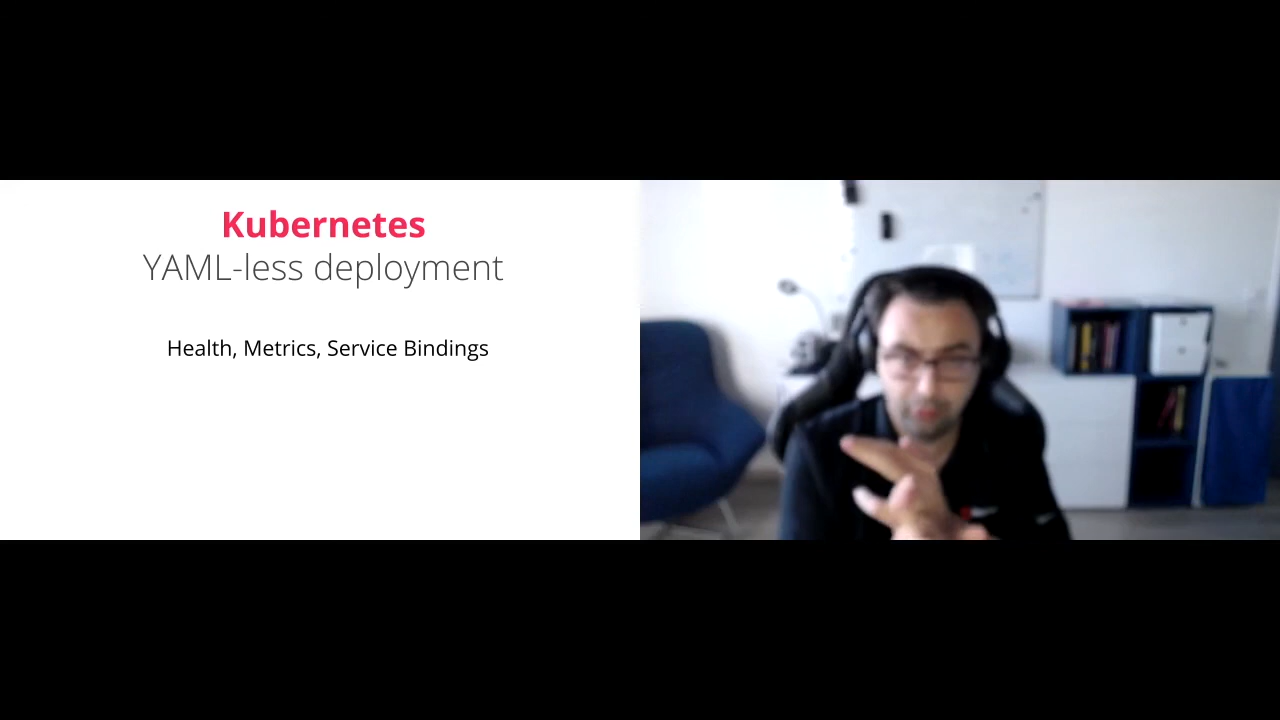 Kubernetes
YAML-less deployment
Health, Metrics, Service Bindings